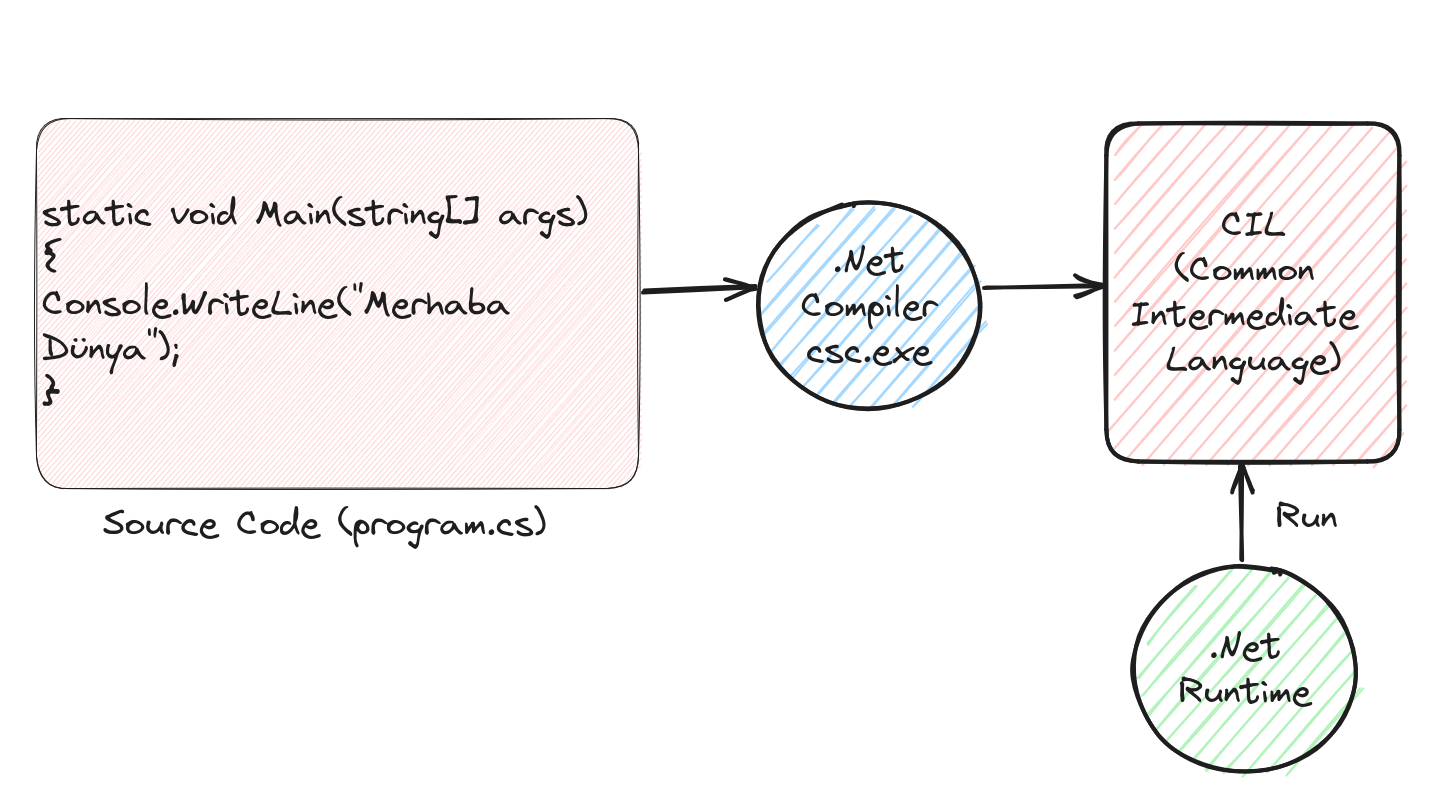 static void Main(string[] args)
{
Console.WriteLine("Merhaba
Dünya");
}
Source Code (program.cs)
.Net
Compiler
csc.exe
CIL
(Common
Intermediate
Language)
Run
.Net
Runtime